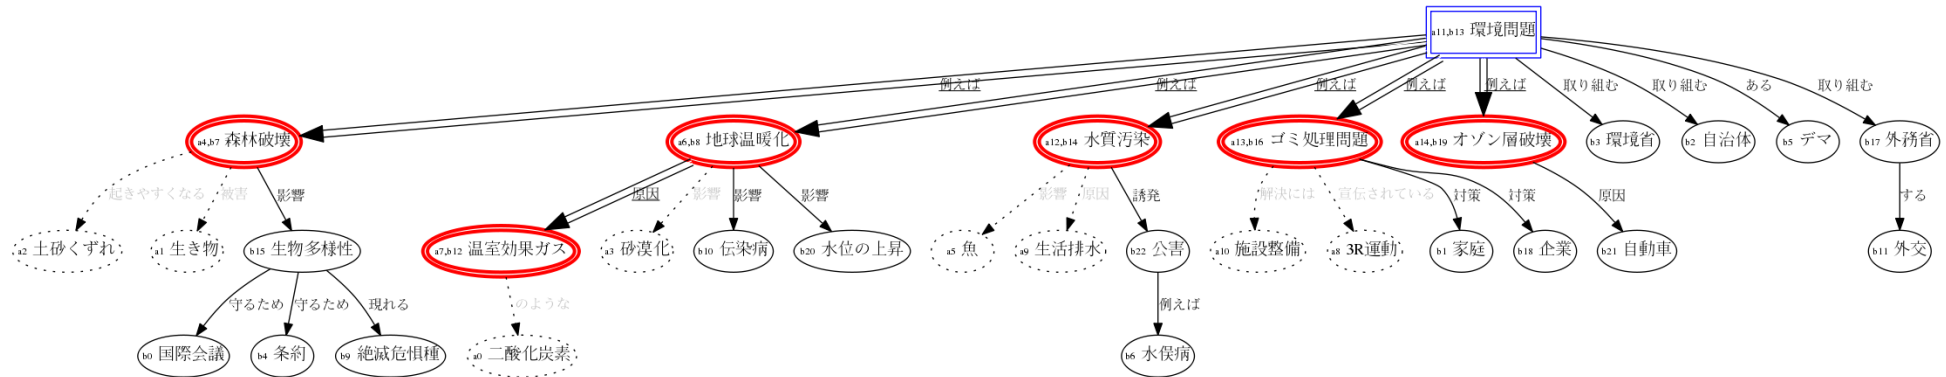 a11,b13 環境問題
例えば 例えば 例えば 例えば 例えば 取り組む 取り組む ある 取り組む
a4,b7 森林破壊 a6,b8 地球温暖化 a12,b14 水質汚染 a13,b16 ゴミ処理問題 a14,b19 オゾン層破壊 b3 環境省 b2 自治体 b5 デマ b17 外務省
起きやすくなる 被害 影響 原因 影響 影響 影響 影響 原因 誘発 解決には 宣伝されている 対策 対策 原因 する
a2 土砂くずれ a1 生き物 b15 生物多様性 a7,b12 温室効果ガス a3 砂漠化 b10 伝染病 b20 水位の上昇 a5 魚 a9 生活排水 b22 公害 a10 施設整備 a8 3R運動 b1 家庭 b18 企業 b21 自動車 b11 外交
守るため 守るため 現れる のような 例えば
b0 国際会議 b4 条約 b9 絶滅危惧種 a0 二酸化炭素 b6 水俣病